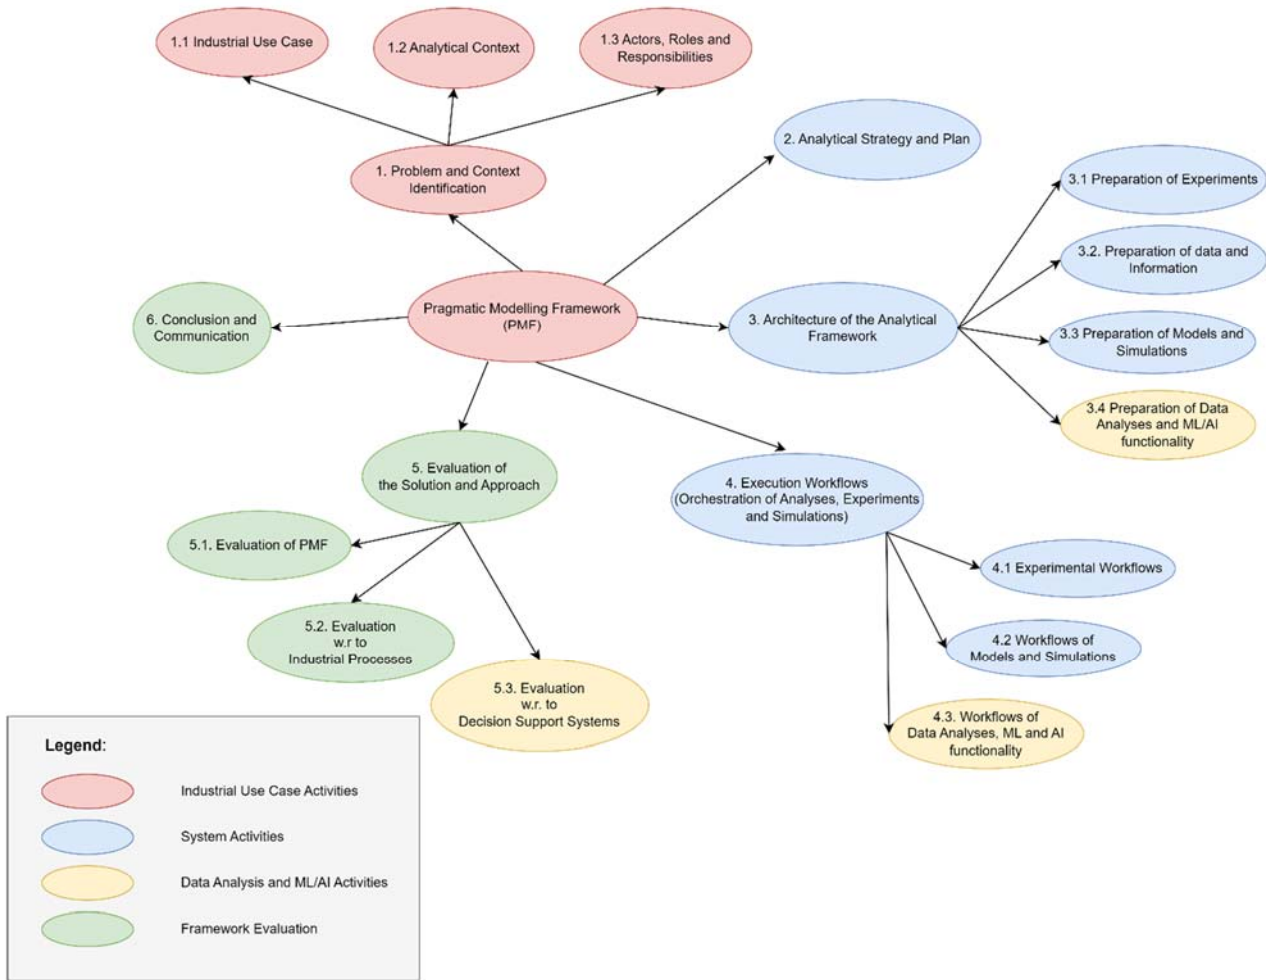 1.1 Industrial Use Case
1.2 Analytical Context
1.3 Actors, Roles and
Responsibilities
1. Problem and Context
Identification
2. Analytical Strategy and Plan
3.1 Preparation of Experiments
3.2. Preparation of data and
Information
Pragmatic Modelling Framework
(PMF)
3. Architecture of the Analytical
Framework
6. Conclusion and
Communication
3.3 Preparation of Models and
Simulations
3.4 Preparation of Data
Analyses and ML/AI
functionality
5. Evaluation of
the Solution and Approach
4. Execution Workflows
(Orchestration of Analyses, Experiments
and Simulations)
5.1. Evaluation of PMF
4.1 Experimental Workflows
5.2. Evaluation
w.r to
Industrial Processes
4.2 Workflows of
Models and Simulations
5.3. Evaluation
w.r. to
Decision Support Systems
4.3. Workflows of
Data Analyses, ML and AI
functionality
Legend:
Industrial Use Case Activities
System Activities
Data Analysis and ML/AI Activities
Framework Evaluation